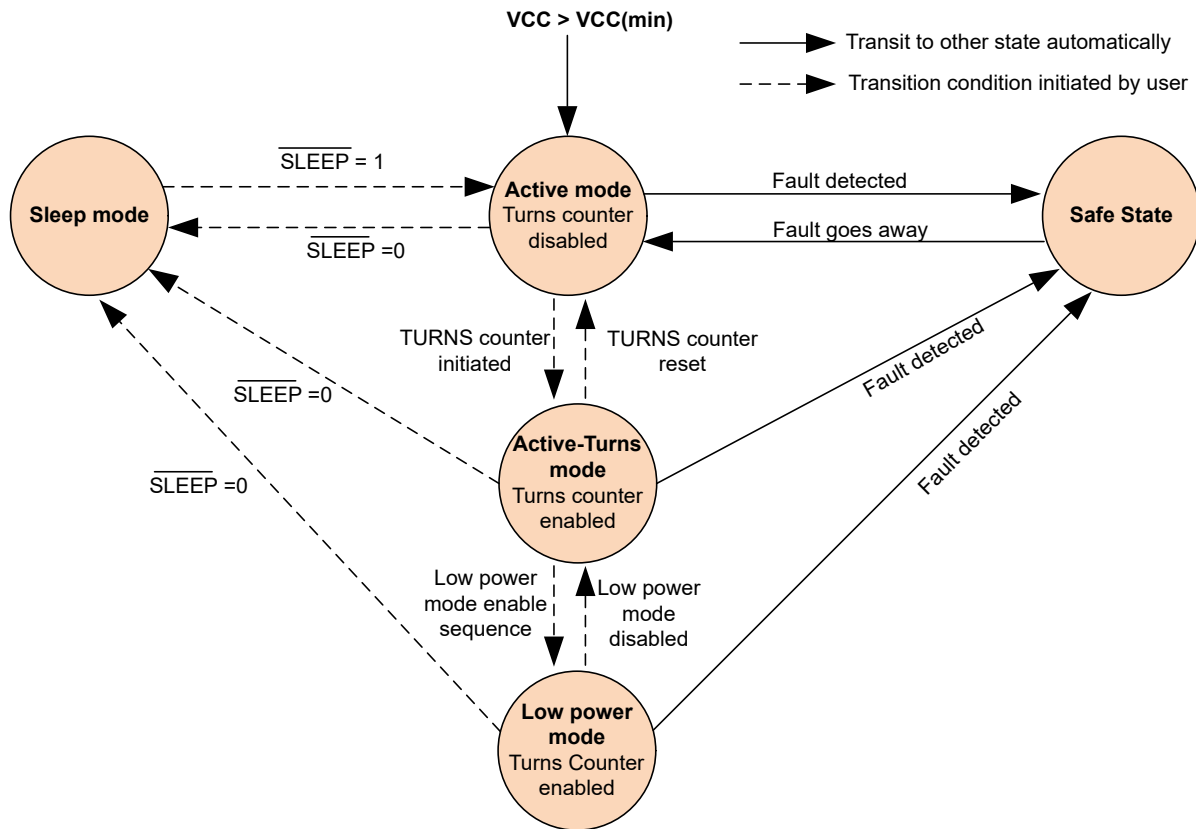 VCC > VCC(min)
Transit to other state automatically
Transition condition initiated by user
SLEEP = 1
Sleep mode
SLEEP =0
Active mode
Turns counter
disabled
Fault detected
Fault goes away
Safe State
TURNS counter
initiated
TURNS counter
reset
SLEEP =0
Fault detected
Active-Turns
mode
Turns counter
enabled
SLEEP =0
Fault detected
Low power
mode enable
sequence
Low power
mode
disabled
Low power
mode
Turns Counter
enabled